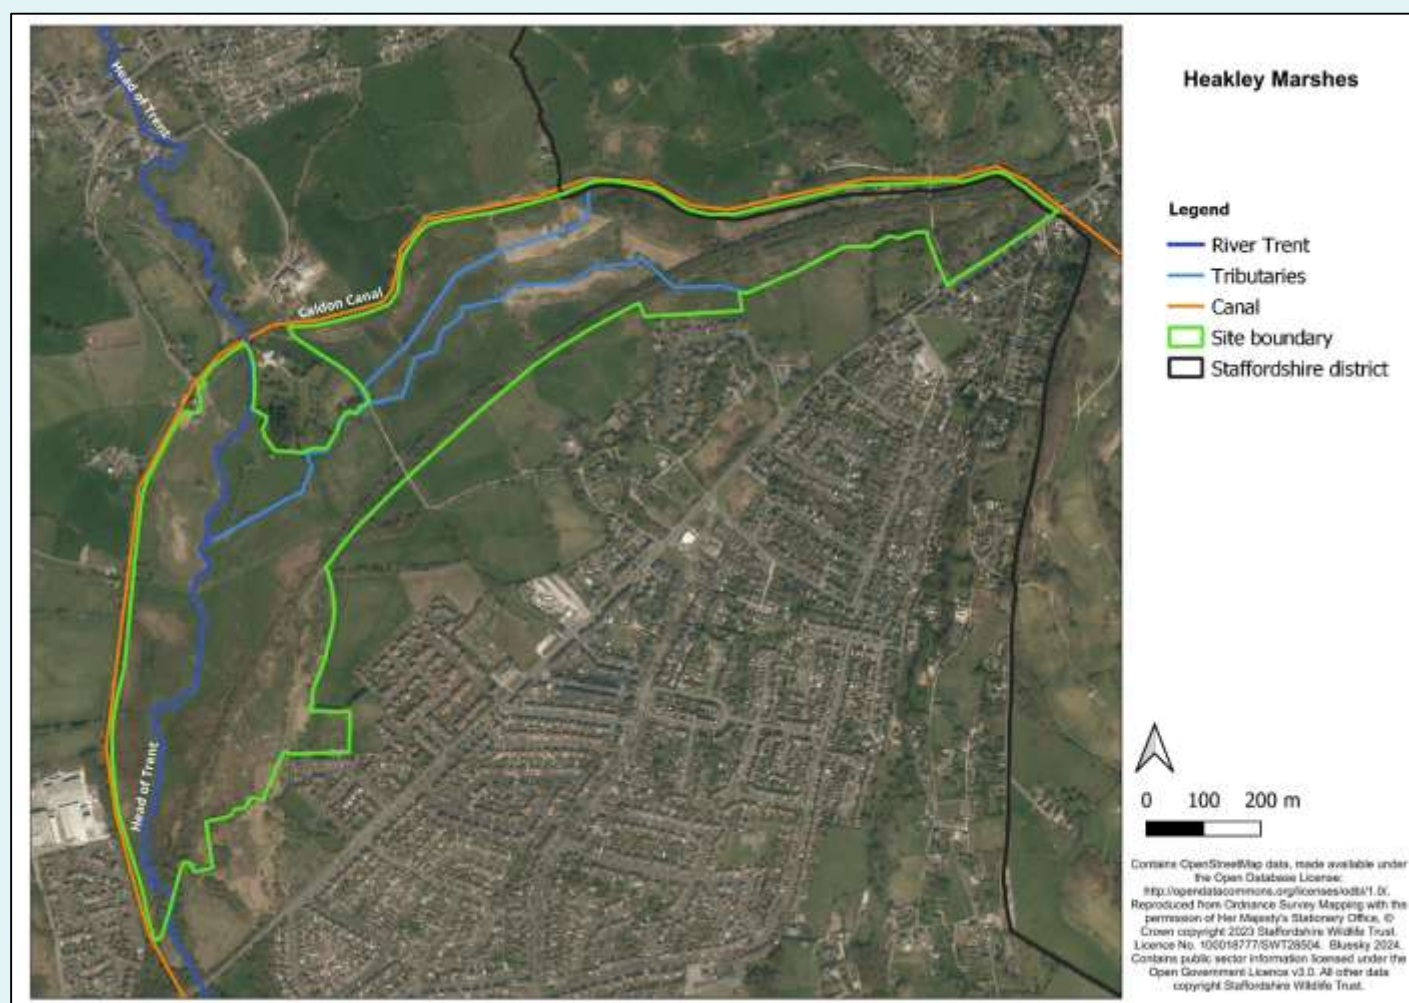 Heakley Marshes
Head of Trent
Caldon Canal
Head of Trent
Legend
River Trent
Tributaries
Canal
Site boundary
Staffordshire district
0 100 200 m
Contains OpenStreetMap data, made available under
the Open Database License:
http://opendatacommons.org/licenses/odbl/1.0/.
Reproduced from Ordnance Survey Mapping with the
permission of Her Majesty's Stationery Office, ©
Crown copyright 2023 Staffordshire Wildlife Trust.
Licence No. 100018777/SWT28504. Bluesky 2024.
Contains public sector information licensed under the
Open Government Licence v3.0. All other data
copyright Staffordshire Wildlife Trust.